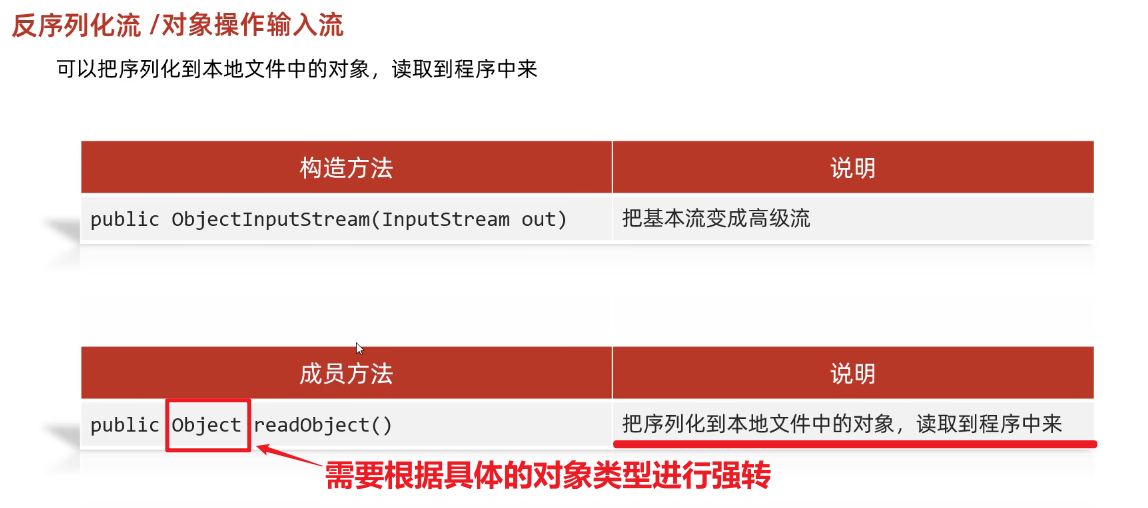 反序列化流 /对象操作输入流
可以把序列化到本地文件中的对象，读取到程序中来
构造方法 说明
public ObjectInputStream(InputStream out) 把基本流变成高级流
成员方法 说明
public Object readObject() 把序列化到本地文件中的对象，读取到程序中来
需要根据具体的对象类型进行强转